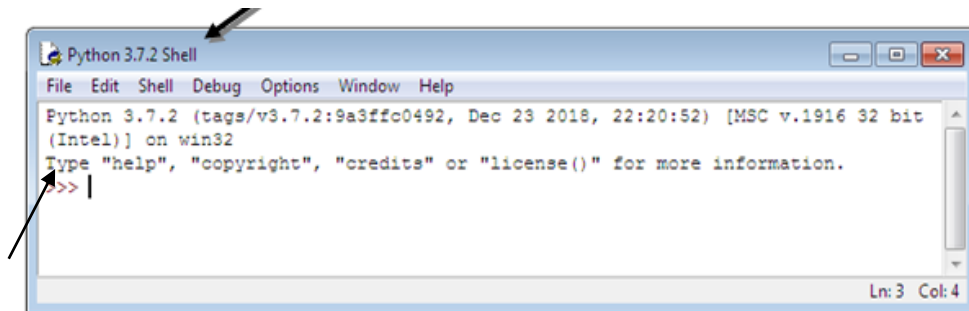 Python 3.7.2 Shell
File Edit Shell Debug Options Window Help
Python 3.7.2 (tags/v3.7.2:9a3ffc0492, Dec 23 2018, 22:20:52) [MSC v.1916 32 bit
(Intel)] on win32
Type "help", "copyright", "credits" or "license()" for more information.
>>>
Ln: 3 Col: 4